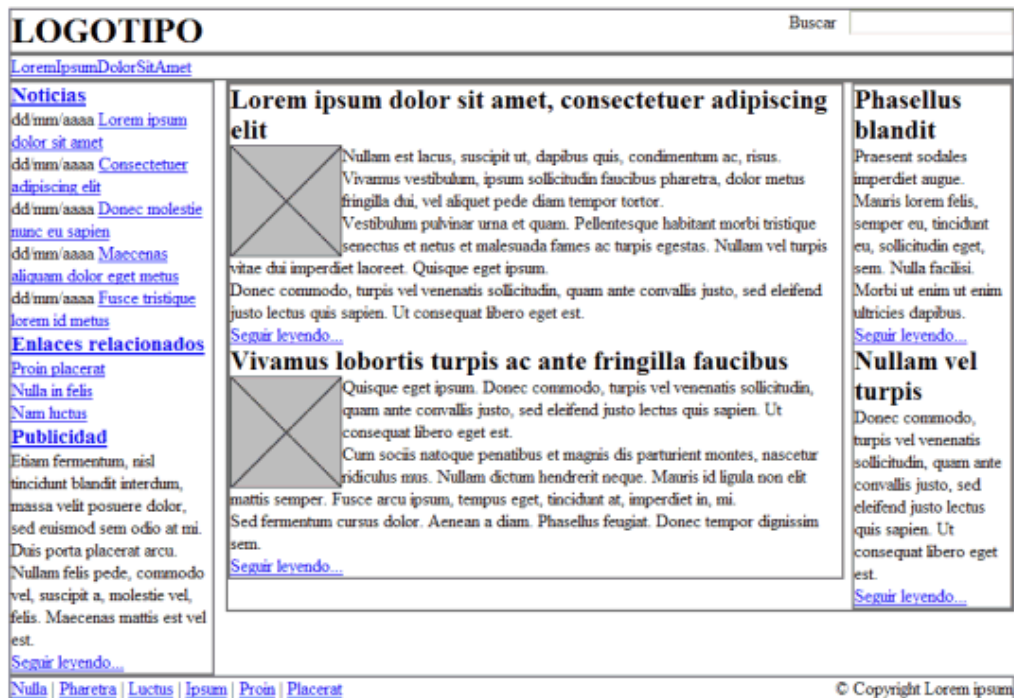 LOGOTIPO
Buscar
LoremIpsumDolorSitAmet
Noticias
dd/mm/aaaa Lorem ipsum
dolor sit amet
dd/mm/aaaa Consectetuer
adipiscing elit
dd/mm/aaaa Donec molestie
nunc eu sapien
dd/mm/aaaa Maecenas
aliquam dolor eget metus
dd/mm/aaaa Fusce tristique
lorem id metus
Enlaces relacionados
Proin placerat
Nulla in felis
Nam luctus
Publicidad
Etiam fermentum, nisl
tincidunt blandit interdum,
massa velit posuere dolor,
sed euismod sem odio at mi.
Duis porta placerat arcu.
Nullam felis pede, commodo
vel, suscipit a, molestie vel,
felis. Maecenas mattis est vel
est.
Seguir leyendo...
Lorem ipsum dolor sit amet, consectetuer adipiscing
elit
Nullam est lacus, suscipit ut, dapibus quis, condimentum ac, risus.
Vivamus vestibulum, ipsum sollicitudin faucibus pharetra, dolor metus
fringilla dui, vel aliquet pede diam tempor tortor.
Vestibulum pulvinar urna et quam. Pellentesque habitant morbi tristique
senectus et netus et malesuada fames ac turpis egestas. Nullam vel turpis
vitae dui imperdiet laoreet. Quisque eget ipsum.
Donec commodo, turpis vel venenatis sollicitudin, quam ante convallis justo, sed eleifend
justo lectus quis sapien. Ut consequat libero eget est.
Seguir leyendo...
Vivamus lobortis turpis ac ante fringilla faucibus
Quisque eget ipsum. Donec commodo, turpis vel venenatis sollicitudin,
quam ante convallis justo, sed eleifend justo lectus quis sapien. Ut
consequat libero eget est.
Cum sociis natoque penatibus et magnis dis parturient montes, nascetur
ridiculus mus. Nullam dictum hendrerit neque. Mauris id ligula non elit
mattis semper. Fusce arcu ipsum, tempus eget, tincidunt at, imperdiet in, mi.
Sed fermentum cursus dolor. Aenean a diam. Phasellus feugiat. Donec tempor dignissim
sem.
Seguir leyendo...
Phasellus
blandit
Praesent sodales
imperdiet augue.
Mauris lorem felis,
semper eu, tincidunt
eu, sollicitudin eget,
sem. Nulla facilisi.
Morbi ut enim ut enim
ultricies dapibus.
Seguir leyendo...
Nullam vel
turpis
Donec commodo,
turpis vel venenatis
sollicitudin, quam ante
convallis justo, sed
eleifend justo lectus
quis sapien. Ut
consequat libero eget
est.
Seguir leyendo...
Nulla | Pharetra | Luctus | Ipsum | Proin | Placerat
© Copyright Lorem ipsum